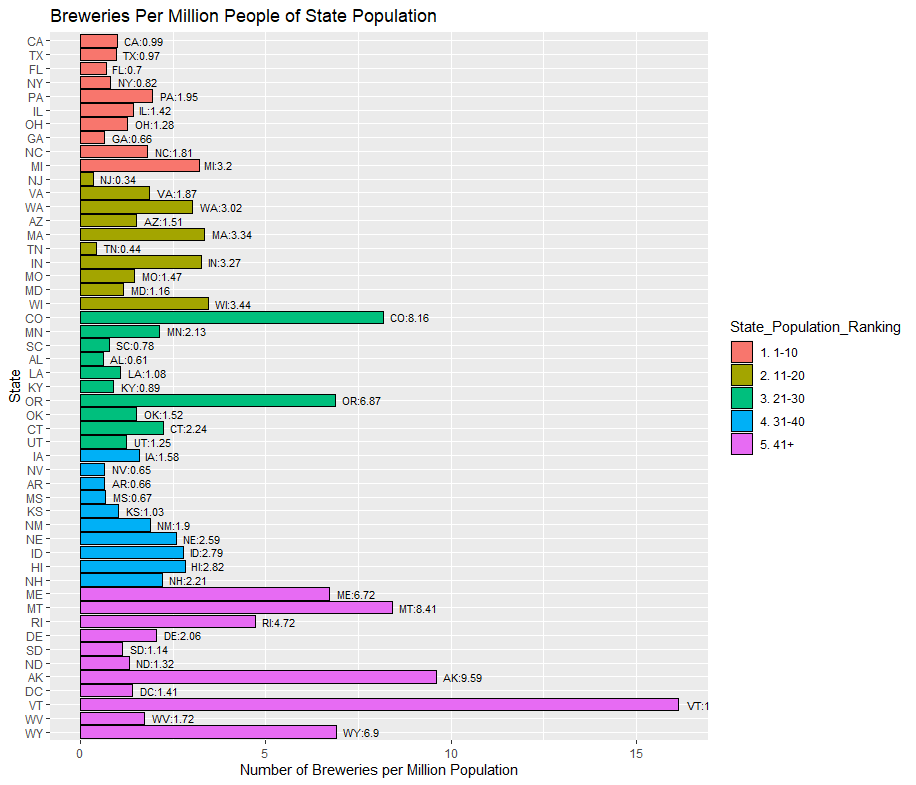 Breweries Per Million People of State Population
CA CA:0.99
TX TX:0.97
FL FL:0.7
NY NY:0.82
PA PA:1.95
IL IL:1.42
OH OH:1.28
GA GA:0.66
NC NC:1.81
MI MI:3.2
NJ NJ:0.34
VA VA:1.87
WA WA:3.02
AZ AZ:1.51
MA MA:3.34
TN TN:0.44
IN IN:3.27
MO MO:1.47
MD MD:1.16
WI WI:3.44
CO CO:8.16
MN MN:2.13
SC SC:0.78
AL AL:0.61
LA LA:1.08
KY KY:0.89
OR OR:6.87
OK OK:1.52
CT CT:2.24
UT UT:1.25
IA IA:1.58
NV NV:0.65
AR AR:0.66
MS MS:0.67
KS KS:1.03
NM NM:1.9
NE NE:2.59
ID ID:2.79
HI HI:2.82
NH NH:2.21
ME ME:6.72
MT MT:8.41
RI RI:4.72
DE DE:2.06
SD SD:1.14
ND ND:1.32
AK AK:9.59
DC DC:1.41
VT VT:1
WV WV:1.72
WY WY:6.9
State
0 5 10 15
Number of Breweries per Million Population
State_Population_Ranking
1. 1-10
2. 11-20
3. 21-30
4. 31-40
5. 41+